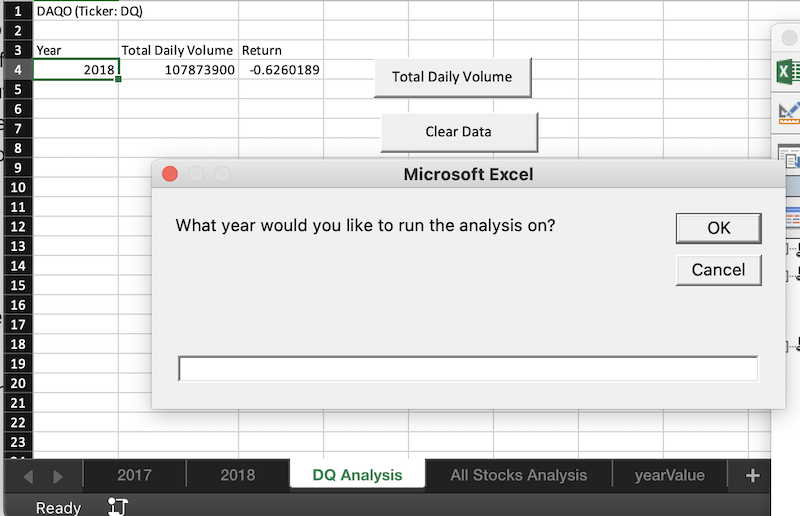 1 DAQO (Ticker: DQ)
2
3 Year Total Daily Volume Return
4 2018 107873900 -0.6260189
Total Daily Volume
5
6
7
Clear Data
8
9
Microsoft Excel
10
11
12
What year would you like to run the analysis on?
OK
13
14
Cancel
15
16
17
18
19
20
21
22
23
2017 2018 DQ Analysis All Stocks Analysis yearValue +
Ready